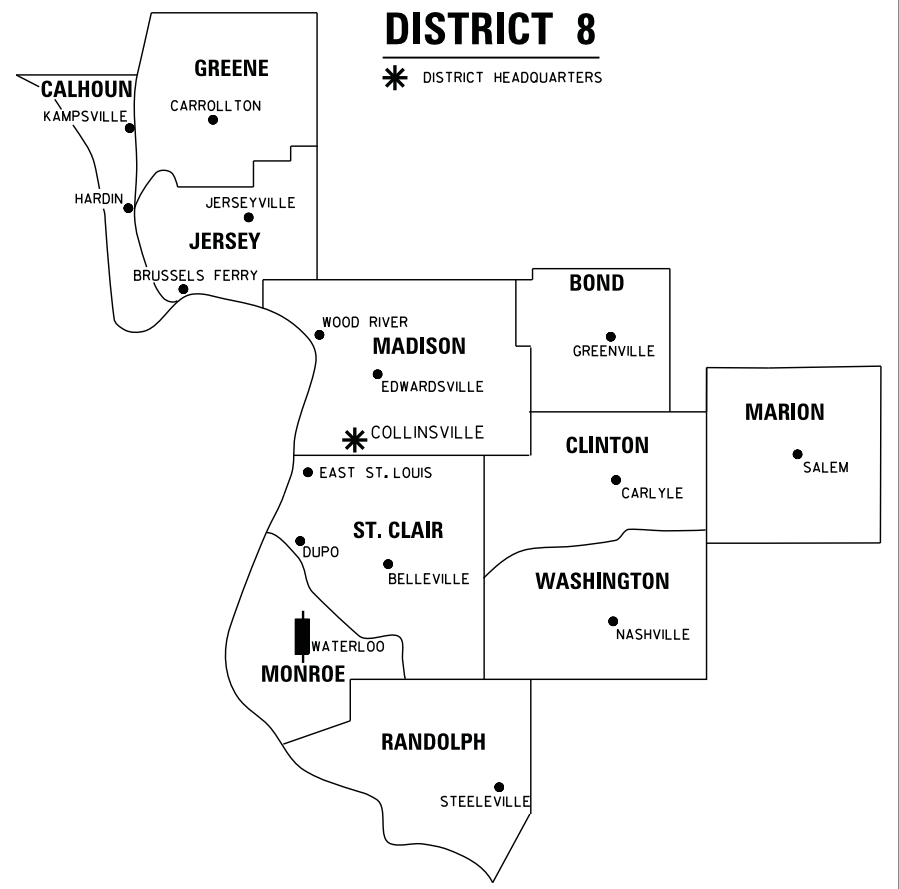 DISTRICT 8
DISTRICT HEADQUARTERS
GREENE
CALHOUN
CARROLLTON
KAMPSVILLE
HARDIN
JERSEYVILLE
JERSEY
BRUSSELS FERRY
BOND
WOOD RIVER
MADISON
GREENVILLE
EDWARDSVILLE
MARION
COLLINSVILLE
CLINTON
SALEM
EAST ST. LOUIS
CARLYLE
ST. CLAIR
DUPO
BELLEVILLE
WASHINGTON
NASHVILLE
WATERLOO
MONROE
RANDOLPH
STEELEVILLE